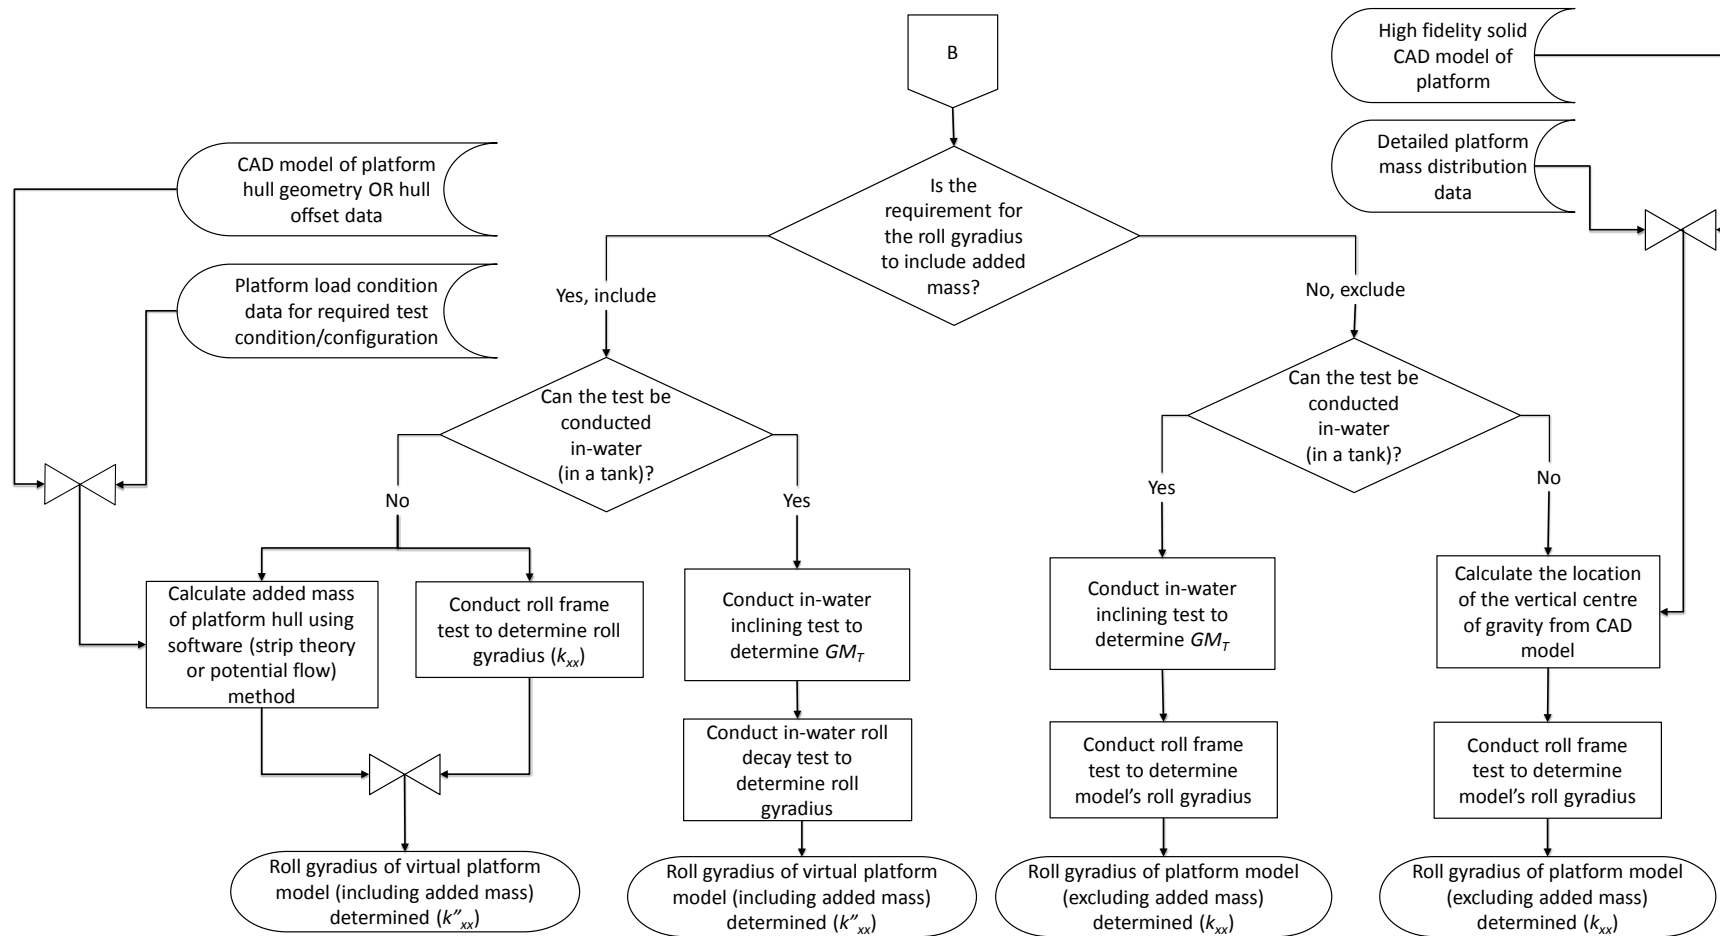 B
High fidelity solid
CAD model of
platform
Detailed platform
mass distribution
data
CAD model of platform
hull geometry OR hull
offset data
Platform load condition
data for required test
condition/configuration
Is the
requirement for
the roll gyradius
to include added
mass?
Yes, include
No, exclude
Can the test be
conducted
in-water
(in a tank)?
Can the test be
conducted
in-water
(in a tank)?
No
Yes
Yes
No
Calculate added mass
of platform hull using
software (strip theory
or potential flow)
method
Conduct roll frame
test to determine roll
gyradius (kxx)
Conduct in-water
inclining test to
determine GMT
Conduct in-water
inclining test to
determine GMT
Calculate the location
of the vertical centre
of gravity from CAD
model
Conduct in-water roll
decay test to
determine roll
gyradius
Conduct roll frame
test to determine
model’s roll gyradius
Conduct roll frame
test to determine
model’s roll gyradius
Roll gyradius of virtual platform
model (including added mass)
determined (k″xx)
Roll gyradius of virtual platform
model (including added mass)
determined (k″xx)
Roll gyradius of platform model
(excluding added mass)
determined (kxx)
Roll gyradius of platform model
(excluding added mass)
determined (kxx)